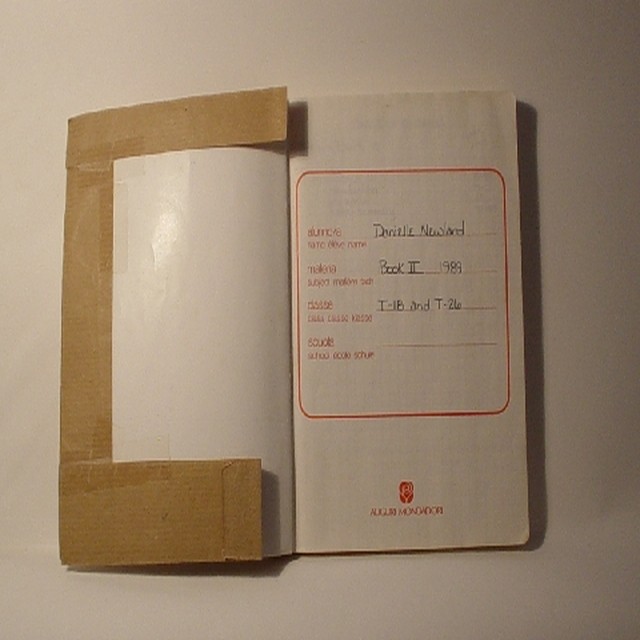 alunno/a Danielle Newland
name élève name
materia Book II 1989
subject matière fach
classe T-1B and T-26
class classe klasse
scuola
school école schule
AUGURI MONDADORI